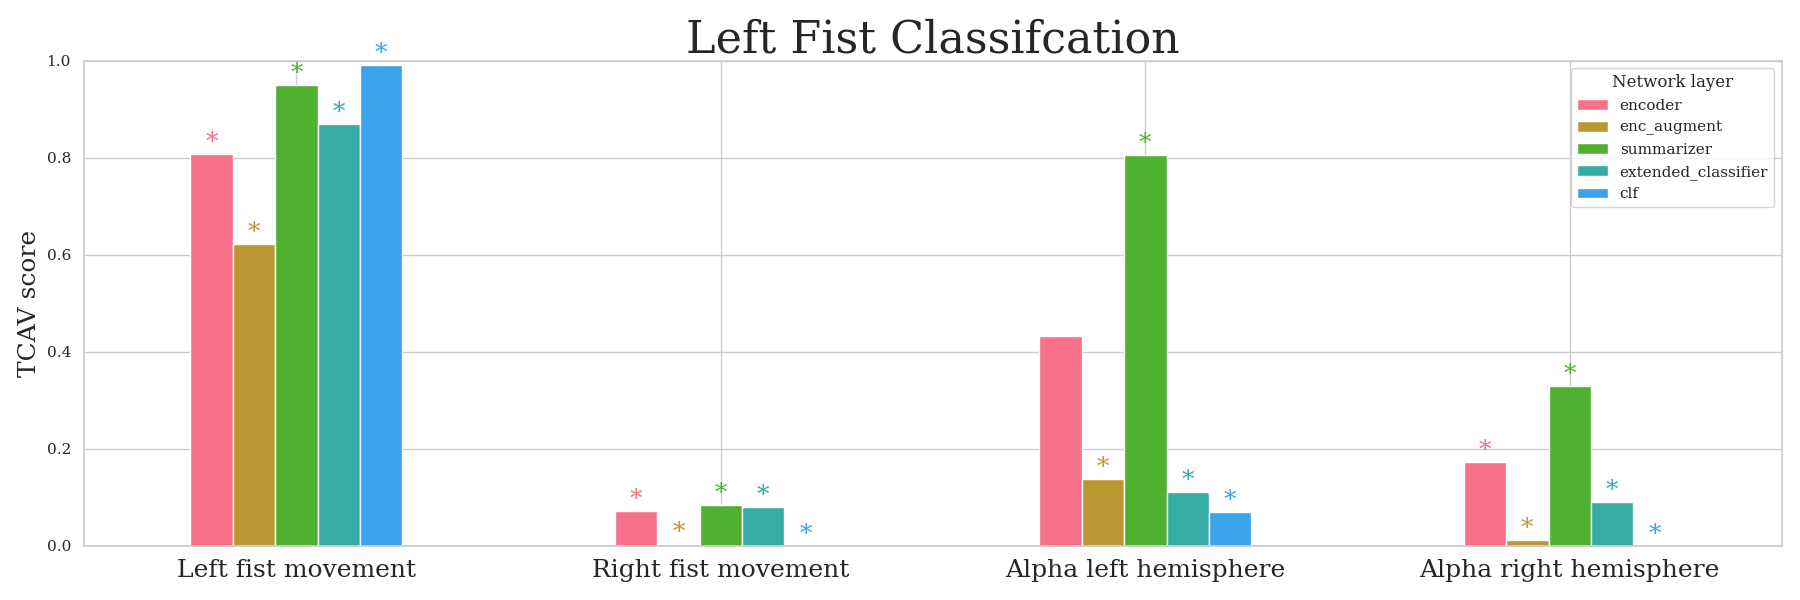 Left Fist Classifcation
TCAV score
1.0
0.8
0.6
0.4
0.2
0.0
* * * * *
* * * * *
* * * *
* * * * *
Network layer
encoder
enc_augment
summarizer
extended_classifier
clf
Left fist movement
Right fist movement
Alpha left hemisphere
Alpha right hemisphere